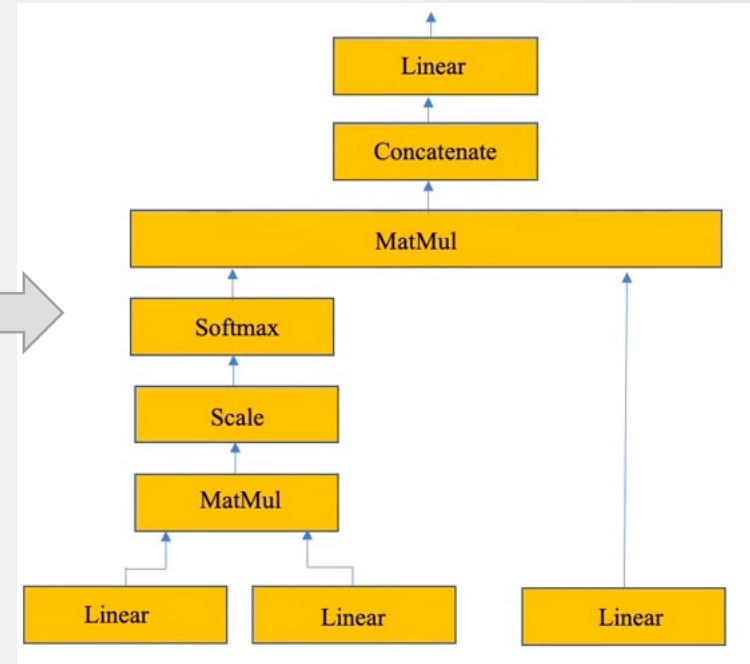 Linear
Concatenate
MatMul
Softmax
Scale
MatMul
Linear
Linear
Linear